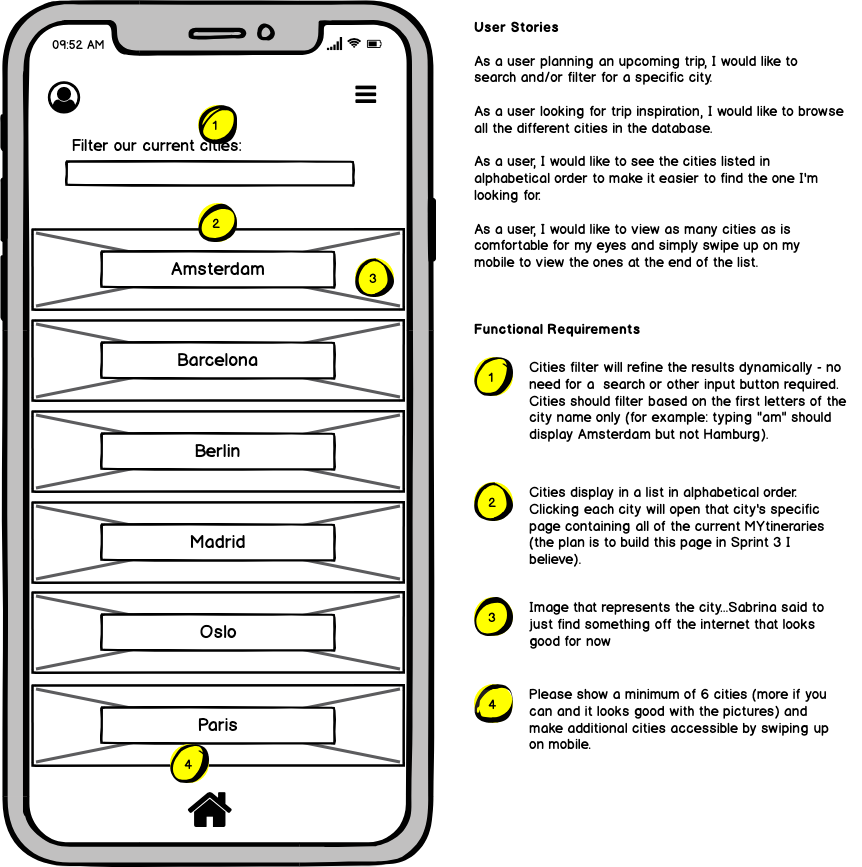 09:52 AM
1
Filter our current cities:
2
Amsterdam
3
Barcelona
Berlin
Madrid
Oslo
Paris
4
User Stories
As a user planning an upcoming trip, I would like to
search and/or filter for a specific city.
As a user looking for trip inspiration, I would like to browse
all the different cities in the database.
As a user, I would like to see the cities listed in
alphabetical order to make it easier to find the one I'm
looking for.
As a user, I would like to view as many cities as is
comfortable for my eyes and simply swipe up on my
mobile to view the ones at the end of the list.
Functional Requirements
1
Cities filter will refine the results dynamically - no
need for a  search or other input button required.
Cities should filter based on the first letters of the
city name only (for example: typing "am" should
display Amsterdam but not Hamburg).
2
Cities display in a list in alphabetical order.
Clicking each city will open that city's specific
page containing all of the current MYtineraries
(the plan is to build this page in Sprint 3 I
believe).
3
Image that represents the city...Sabrina said to
just find something off the internet that looks
good for now
4
Please show a minimum of 6 cities (more if you
can and it looks good with the pictures) and
make additional cities accessible by swiping up
on mobile.